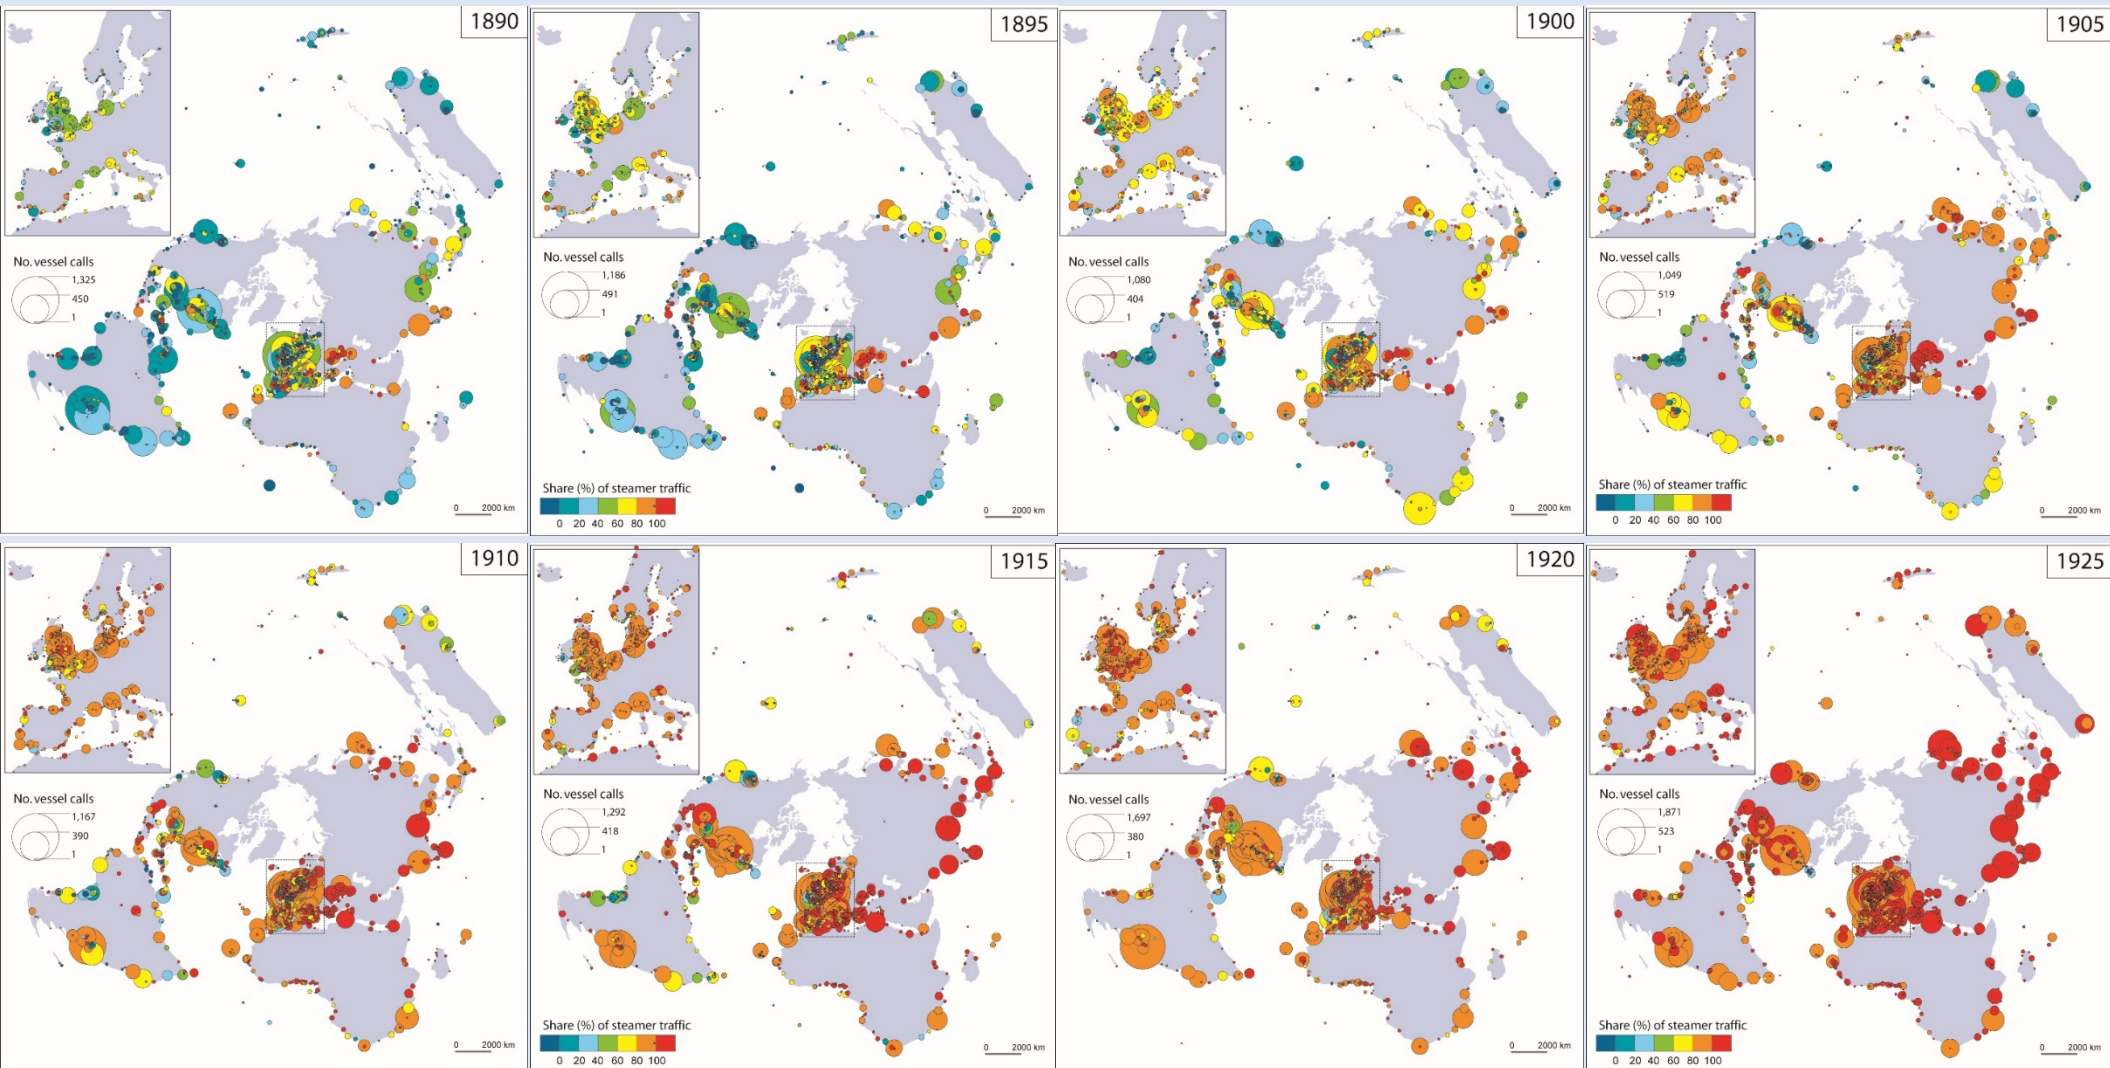 1890
No. vessel calls
1,325
450
1
0 2000 km
1895
No. vessel calls
1,186
491
1
Share (%) of steamer traffic
0 20 40 60 80 100
0 2000 km
1900
No. vessel calls
1,080
404
1
0 2000 km
1905
No. vessel calls
1,049
519
1
Share (%) of steamer traffic
0 20 40 60 80 100
0 2000 km
1910
No. vessel calls
1,167
390
1
0 2000 km
1915
No. vessel calls
1,292
418
1
Share (%) of steamer traffic
0 20 40 60 80 100
0 2000 km
1920
No. vessel calls
1,697
380
1
0 2000 km
1925
No. vessel calls
1,871
523
1
Share (%) of steamer traffic
0 20 40 60 80 100
0 2000 km